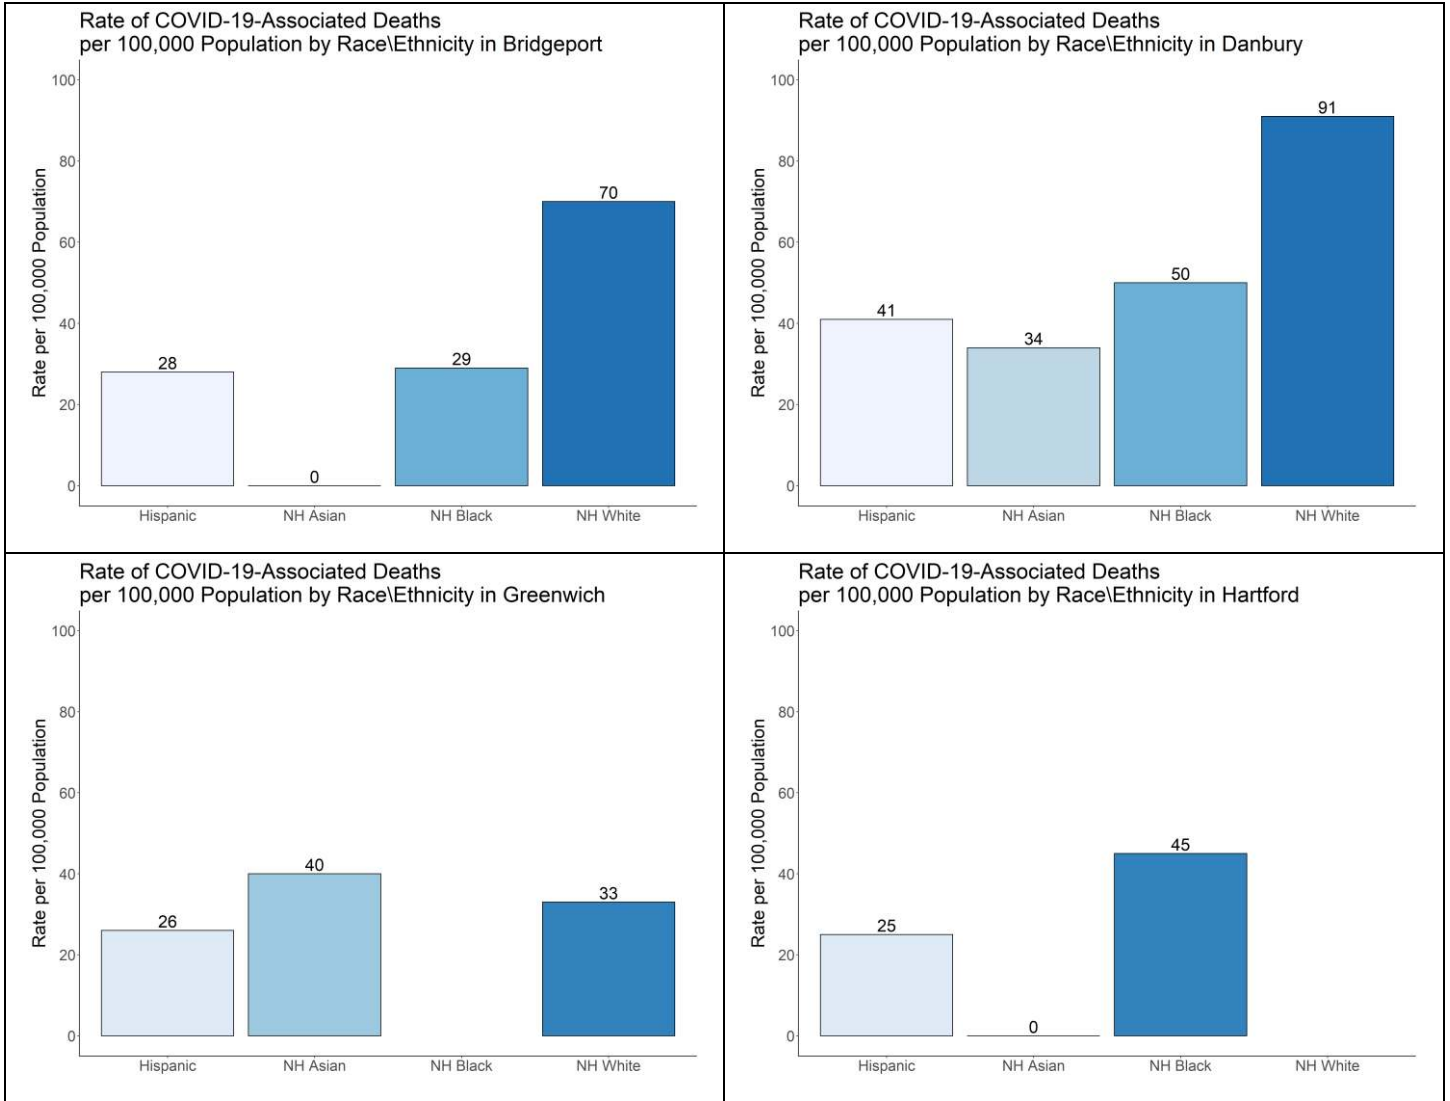 Rate of COVID-19-Associated Deaths
per 100,000 Population by Race\Ethnicity in Bridgeport
Rate per 100,000 Population
100
80
60
40
20
0
28
0
29
70
Hispanic
NH Asian
NH Black
NH White
Rate of COVID-19-Associated Deaths
per 100,000 Population by Race\Ethnicity in Danbury
Rate per 100,000 Population
100
80
60
40
20
0
41
34
50
91
Hispanic
NH Asian
NH Black
NH White
Rate of COVID-19-Associated Deaths
per 100,000 Population by Race\Ethnicity in Greenwich
Rate per 100,000 Population
100
80
60
40
20
0
26
40
33
Hispanic
NH Asian
NH Black
NH White
Rate of COVID-19-Associated Deaths
per 100,000 Population by Race\Ethnicity in Hartford
Rate per 100,000 Population
100
80
60
40
20
0
25
0
45
Hispanic
NH Asian
NH Black
NH White